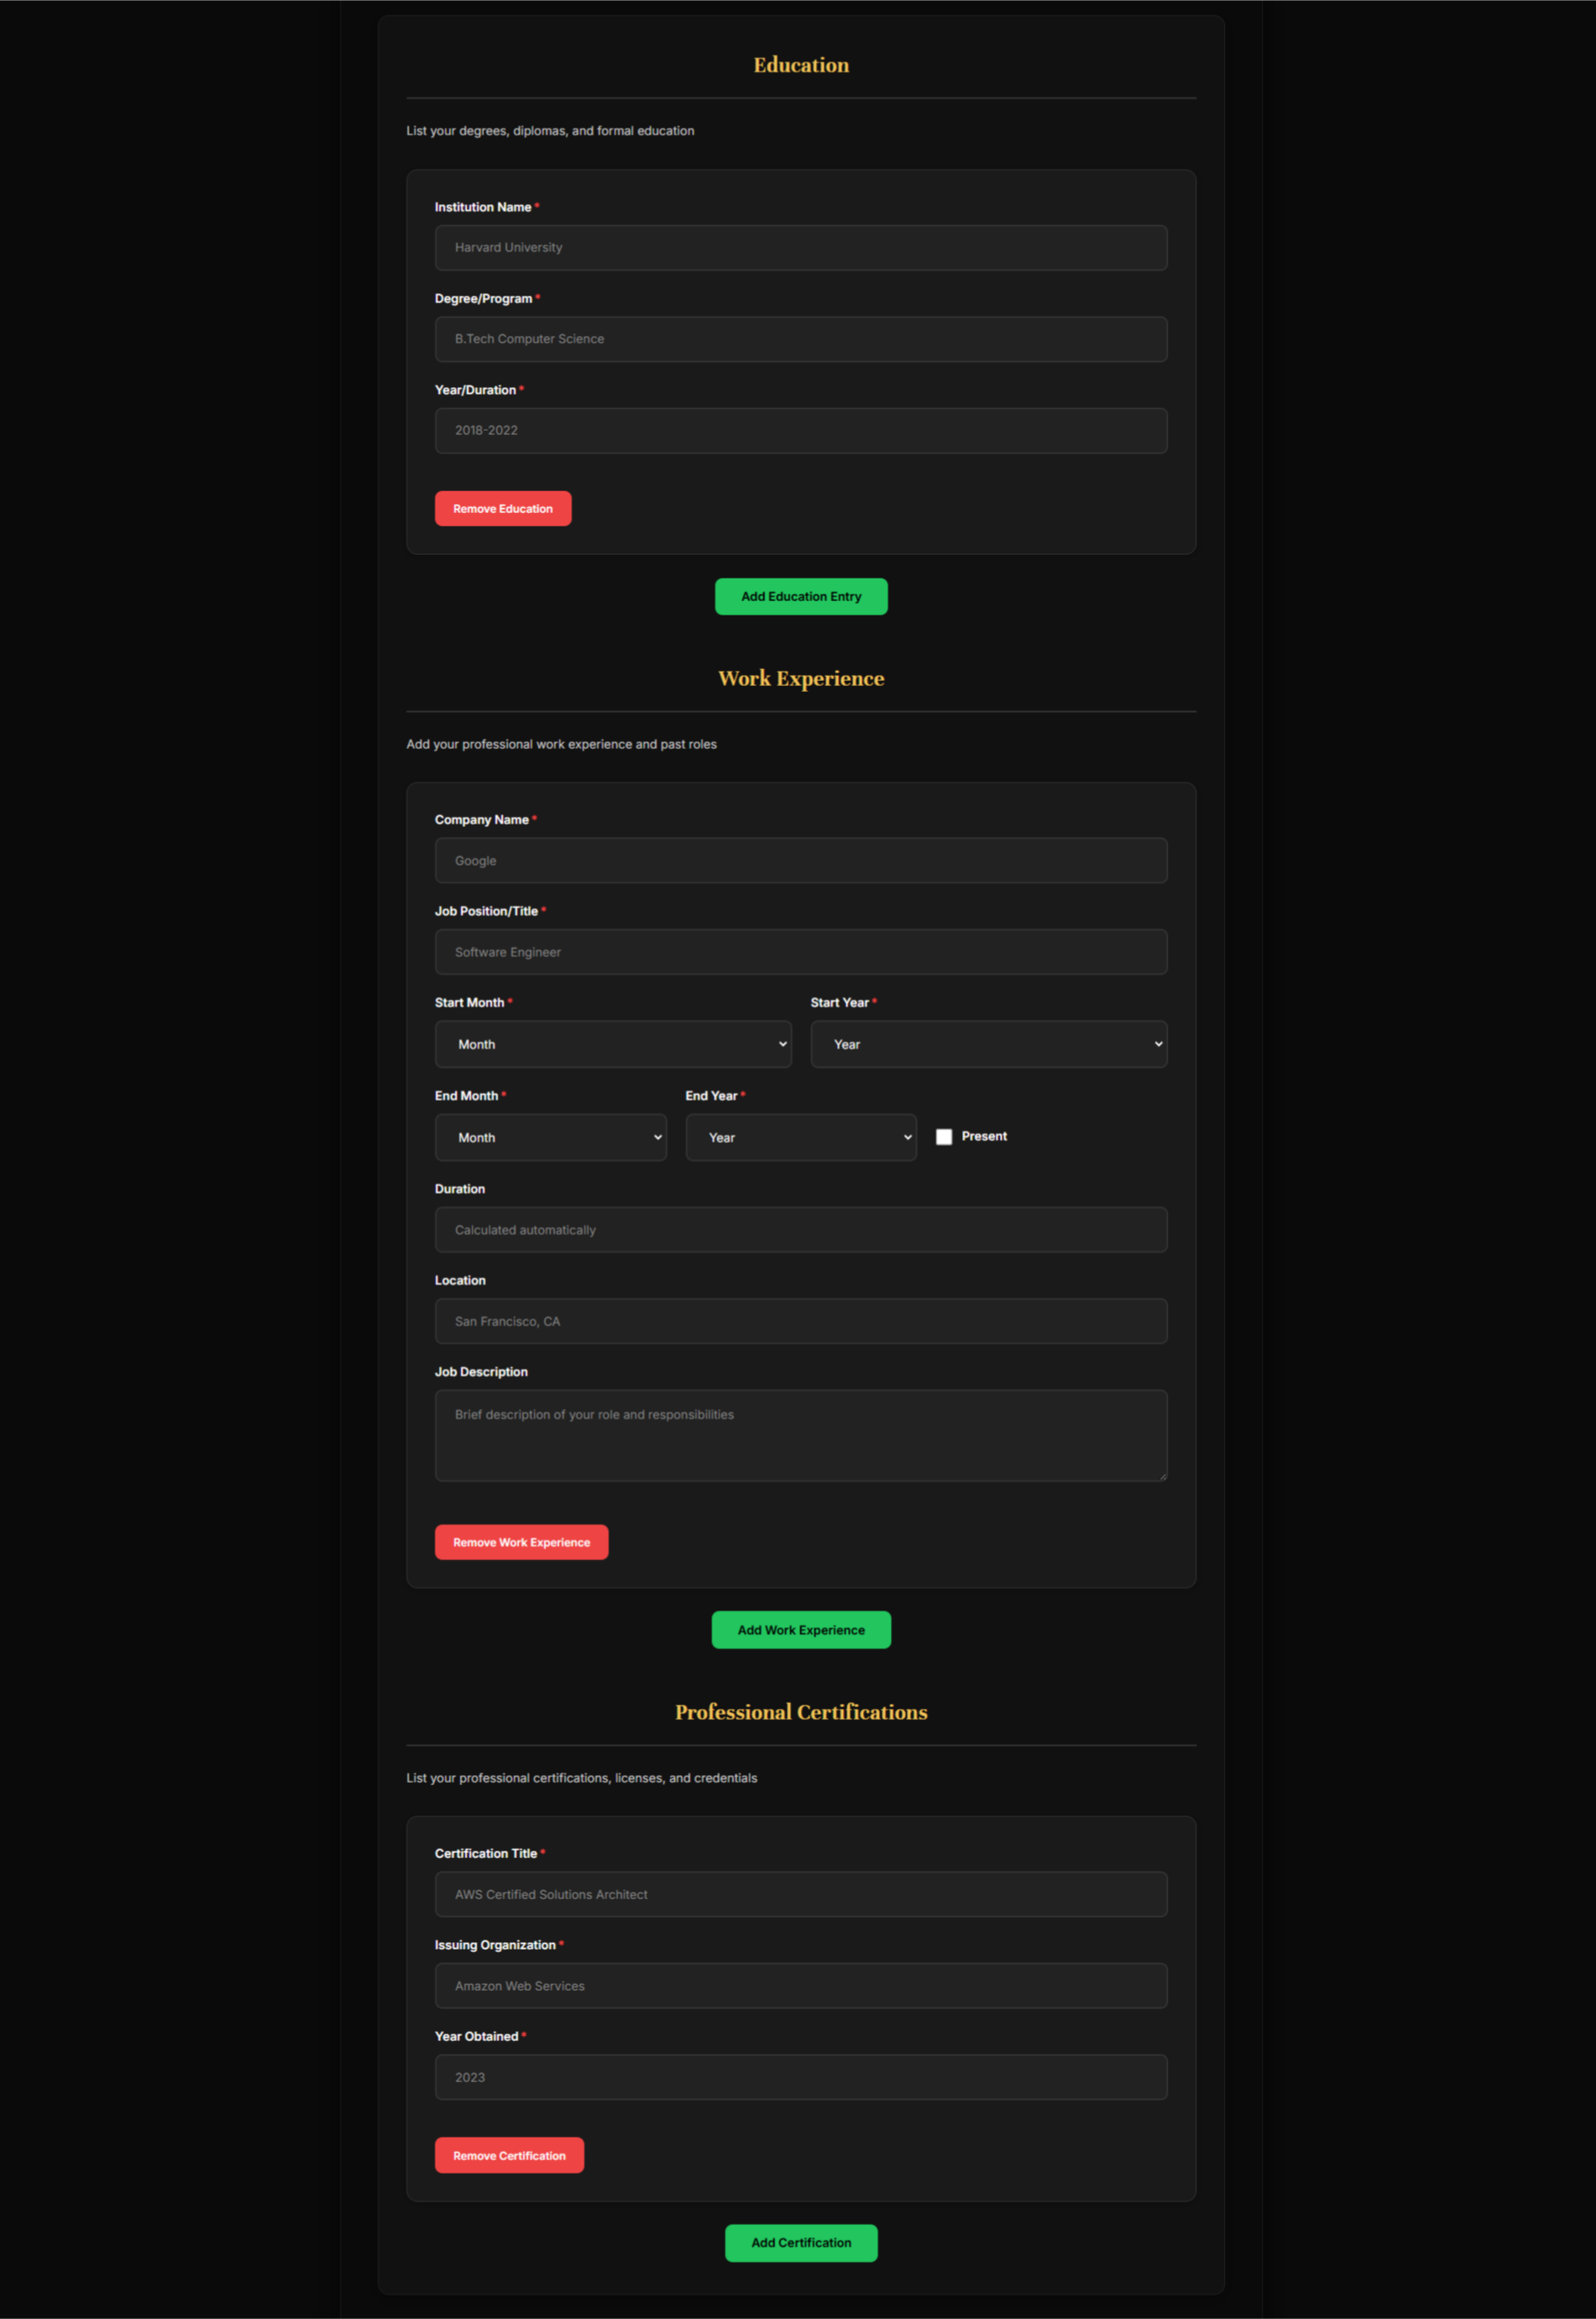 Education
List your degrees, diplomas, and formal education
Institution Name *
Harvard University
Degree/Program *
B.Tech Computer Science
Year/Duration *
2018-2022
Remove Education
Add Education Entry
Work Experience
Add your professional work experience and past roles
Company Name *
Google
Job Position/Title *
Software Engineer
Start Month * Start Year *
Month Year
End Month * End Year *
Month Year Present
Duration
Calculated automatically
Location
San Francisco, CA
Job Description
Brief description of your role and responsibilities
Remove Work Experience
Add Work Experience
Professional Certifications
List your professional certifications, licenses, and credentials
Certification Title *
AWS Certified Solutions Architect
Issuing Organization *
Amazon Web Services
Year Obtained *
2023
Remove Certification
Add Certification